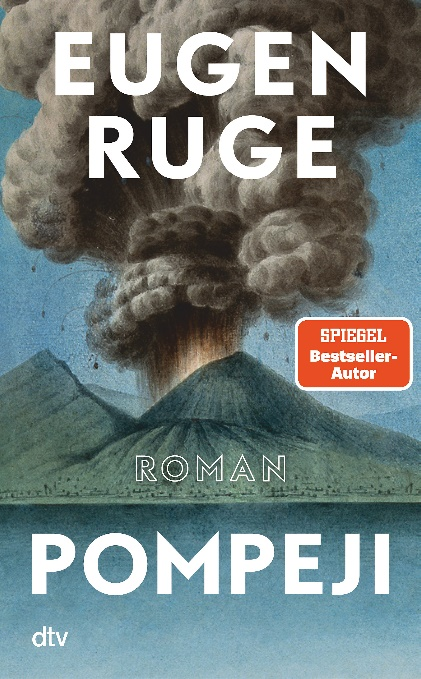 EUGEN
RUGE
SPIEGEL
Bestseller-
Autor
ROMAN
POMPEJI
dtv